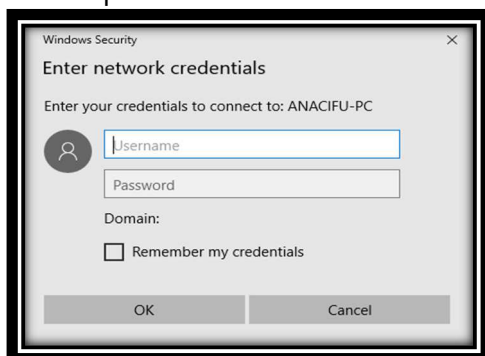 Windows Security
Enter network credentials
Enter your credentials to connect to: ANACIFU-PC
Username
Password
Domain:
Remember my credentials
OK Cancel